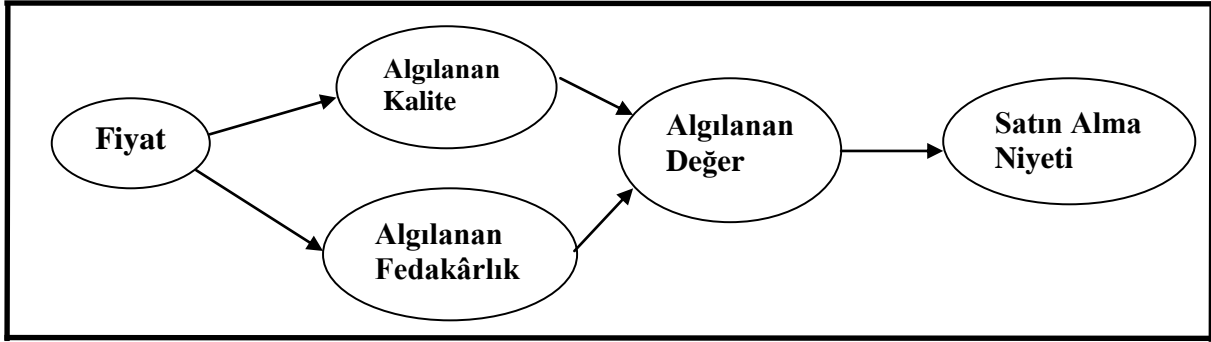 Fiyat
Algılanan
Kalite
Algılanan
Fedakârlık
Algılanan
Değer
Satın Alma
Niyeti